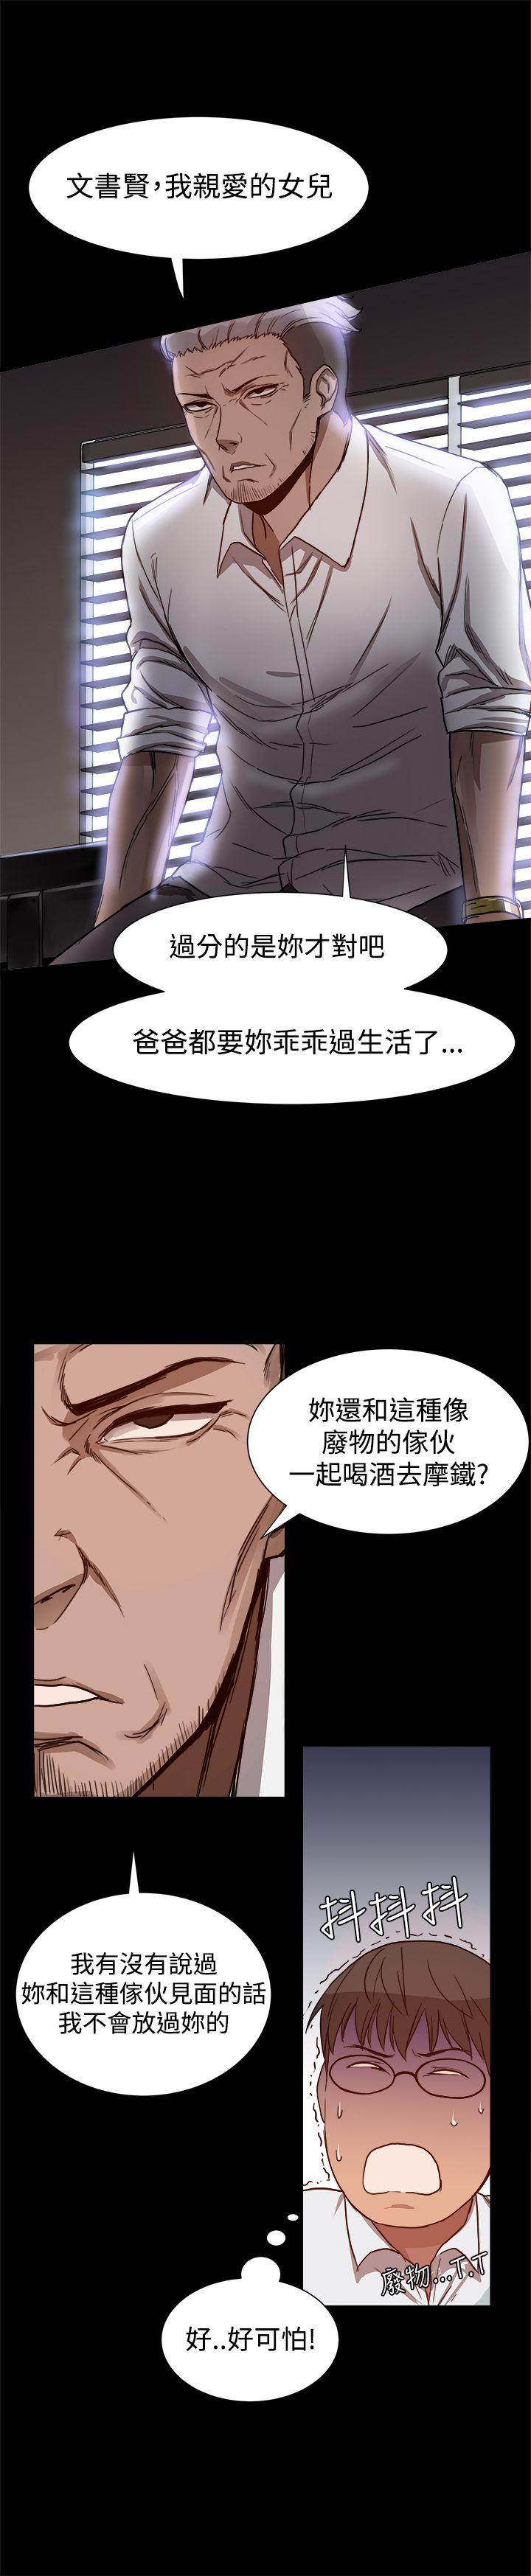 文書賢，我親愛的女兒
過分的是妳才對吧
爸爸都要妳乖乖過生活了...
妳還和這種像
廢物的傢伙
一起喝酒去摩鐵?
抖抖抖
我有沒有說過
妳和這種傢伙見面的話
我不會放過妳的
廢物...T.T
好..好可怕!